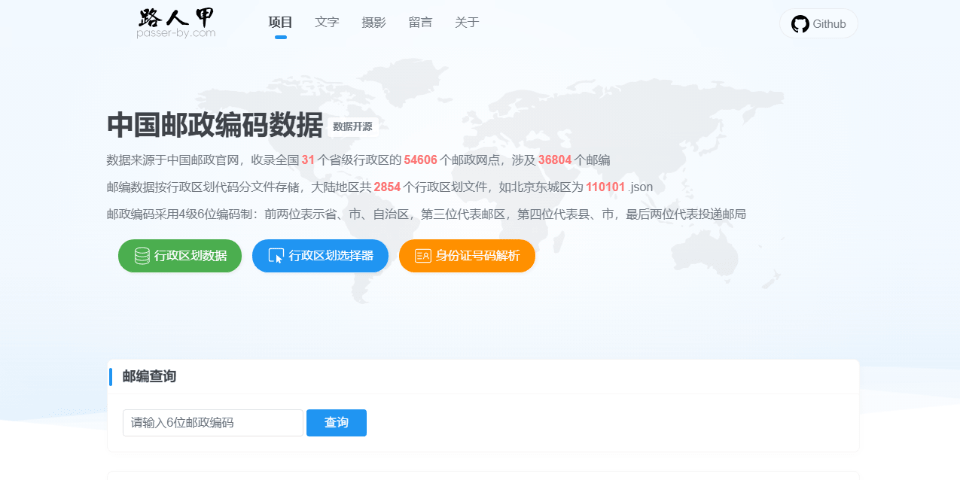 路人甲
passer-by.com
项目 文字 摄影 留言 关于
Github
中国邮政编码数据 数据开源
数据来源于中国邮政官网，收录全国 31 个省级行政区的 54606 个邮政网点，涉及 36804 个邮编
邮编数据按行政区划代码分文件存储，大陆地区共 2854 个行政区划文件，如北京东城区为 110101 .json
邮政编码采用4级6位编码制：前两位表示省、市、自治区，第三位代表邮区，第四位代表县、市，最后两位代表投递邮局
行政区划数据 行政区划选择器 身份证号码解析
邮编查询
请输入6位邮政编码 查询